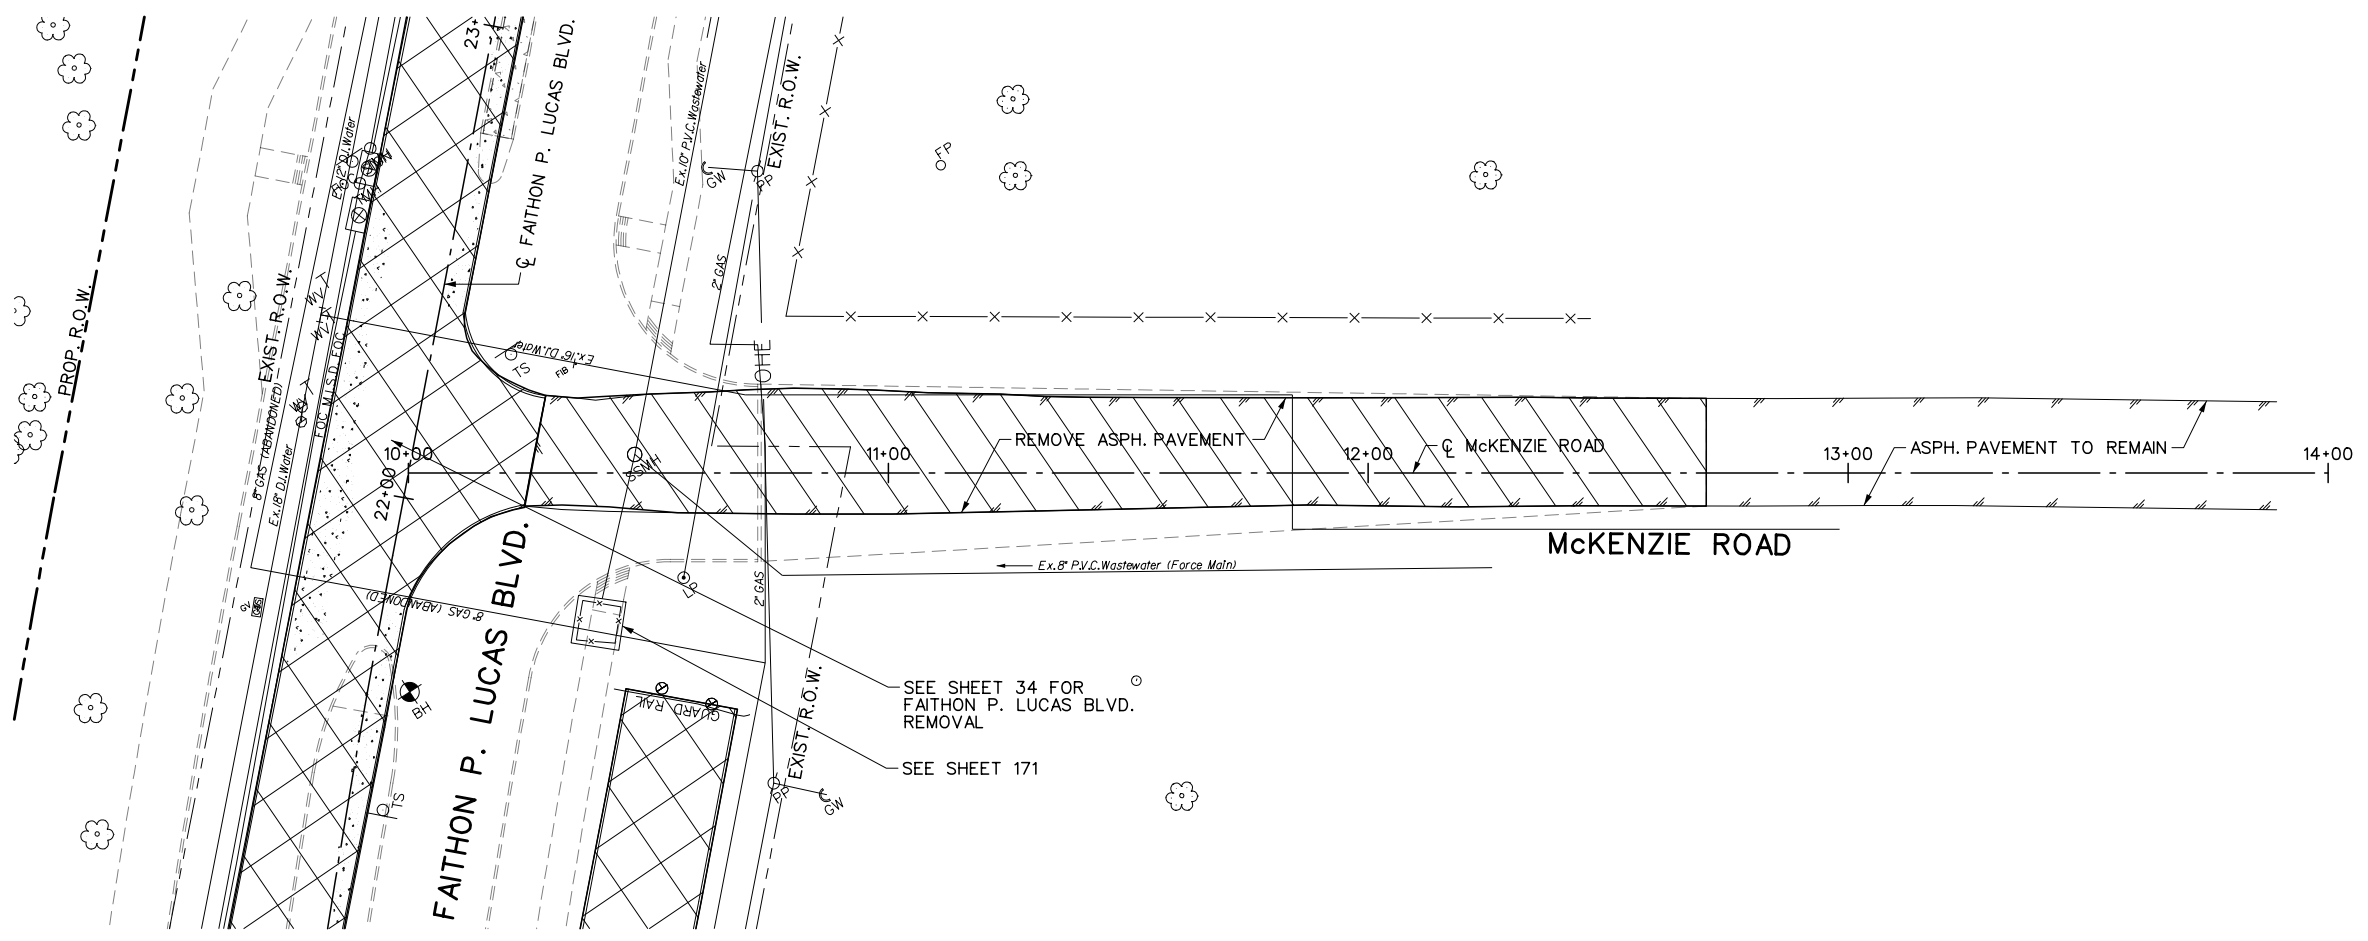 23+
℄ FAITHON P. LUCAS BLVD.
Ex.10" P.V.C.Wastewater
EXIST. R.O.W.
GW
PP
FP
2" GAS
PROP. R.O.W.
EXIST. R.O.W.
WLT
WLT
WLT
FOC M.I.S.D. FOC
Ex.16" D.I.Water
TS
FIB
OHE
8" GAS (ABANDONED)
Ex.18" D.I.Water
10+00
22+00
SSMH
REMOVE ASPH. PAVEMENT
11+00
12+00
℄ McKENZIE ROAD
13+00
ASPH. PAVEMENT TO REMAIN
14+00
McKENZIE ROAD
Ex.8" P.V.C.Wastewater (Force Main)
2" GAS
LP
GV
8" GAS (ABANDONED)
FAITHON P. LUCAS BLVD.
BH
TS
GUARD RAIL
EXIST. R.O.W.
PP
GW
SEE SHEET 34 FOR
FAITHON P. LUCAS BLVD.
REMOVAL
SEE SHEET 171